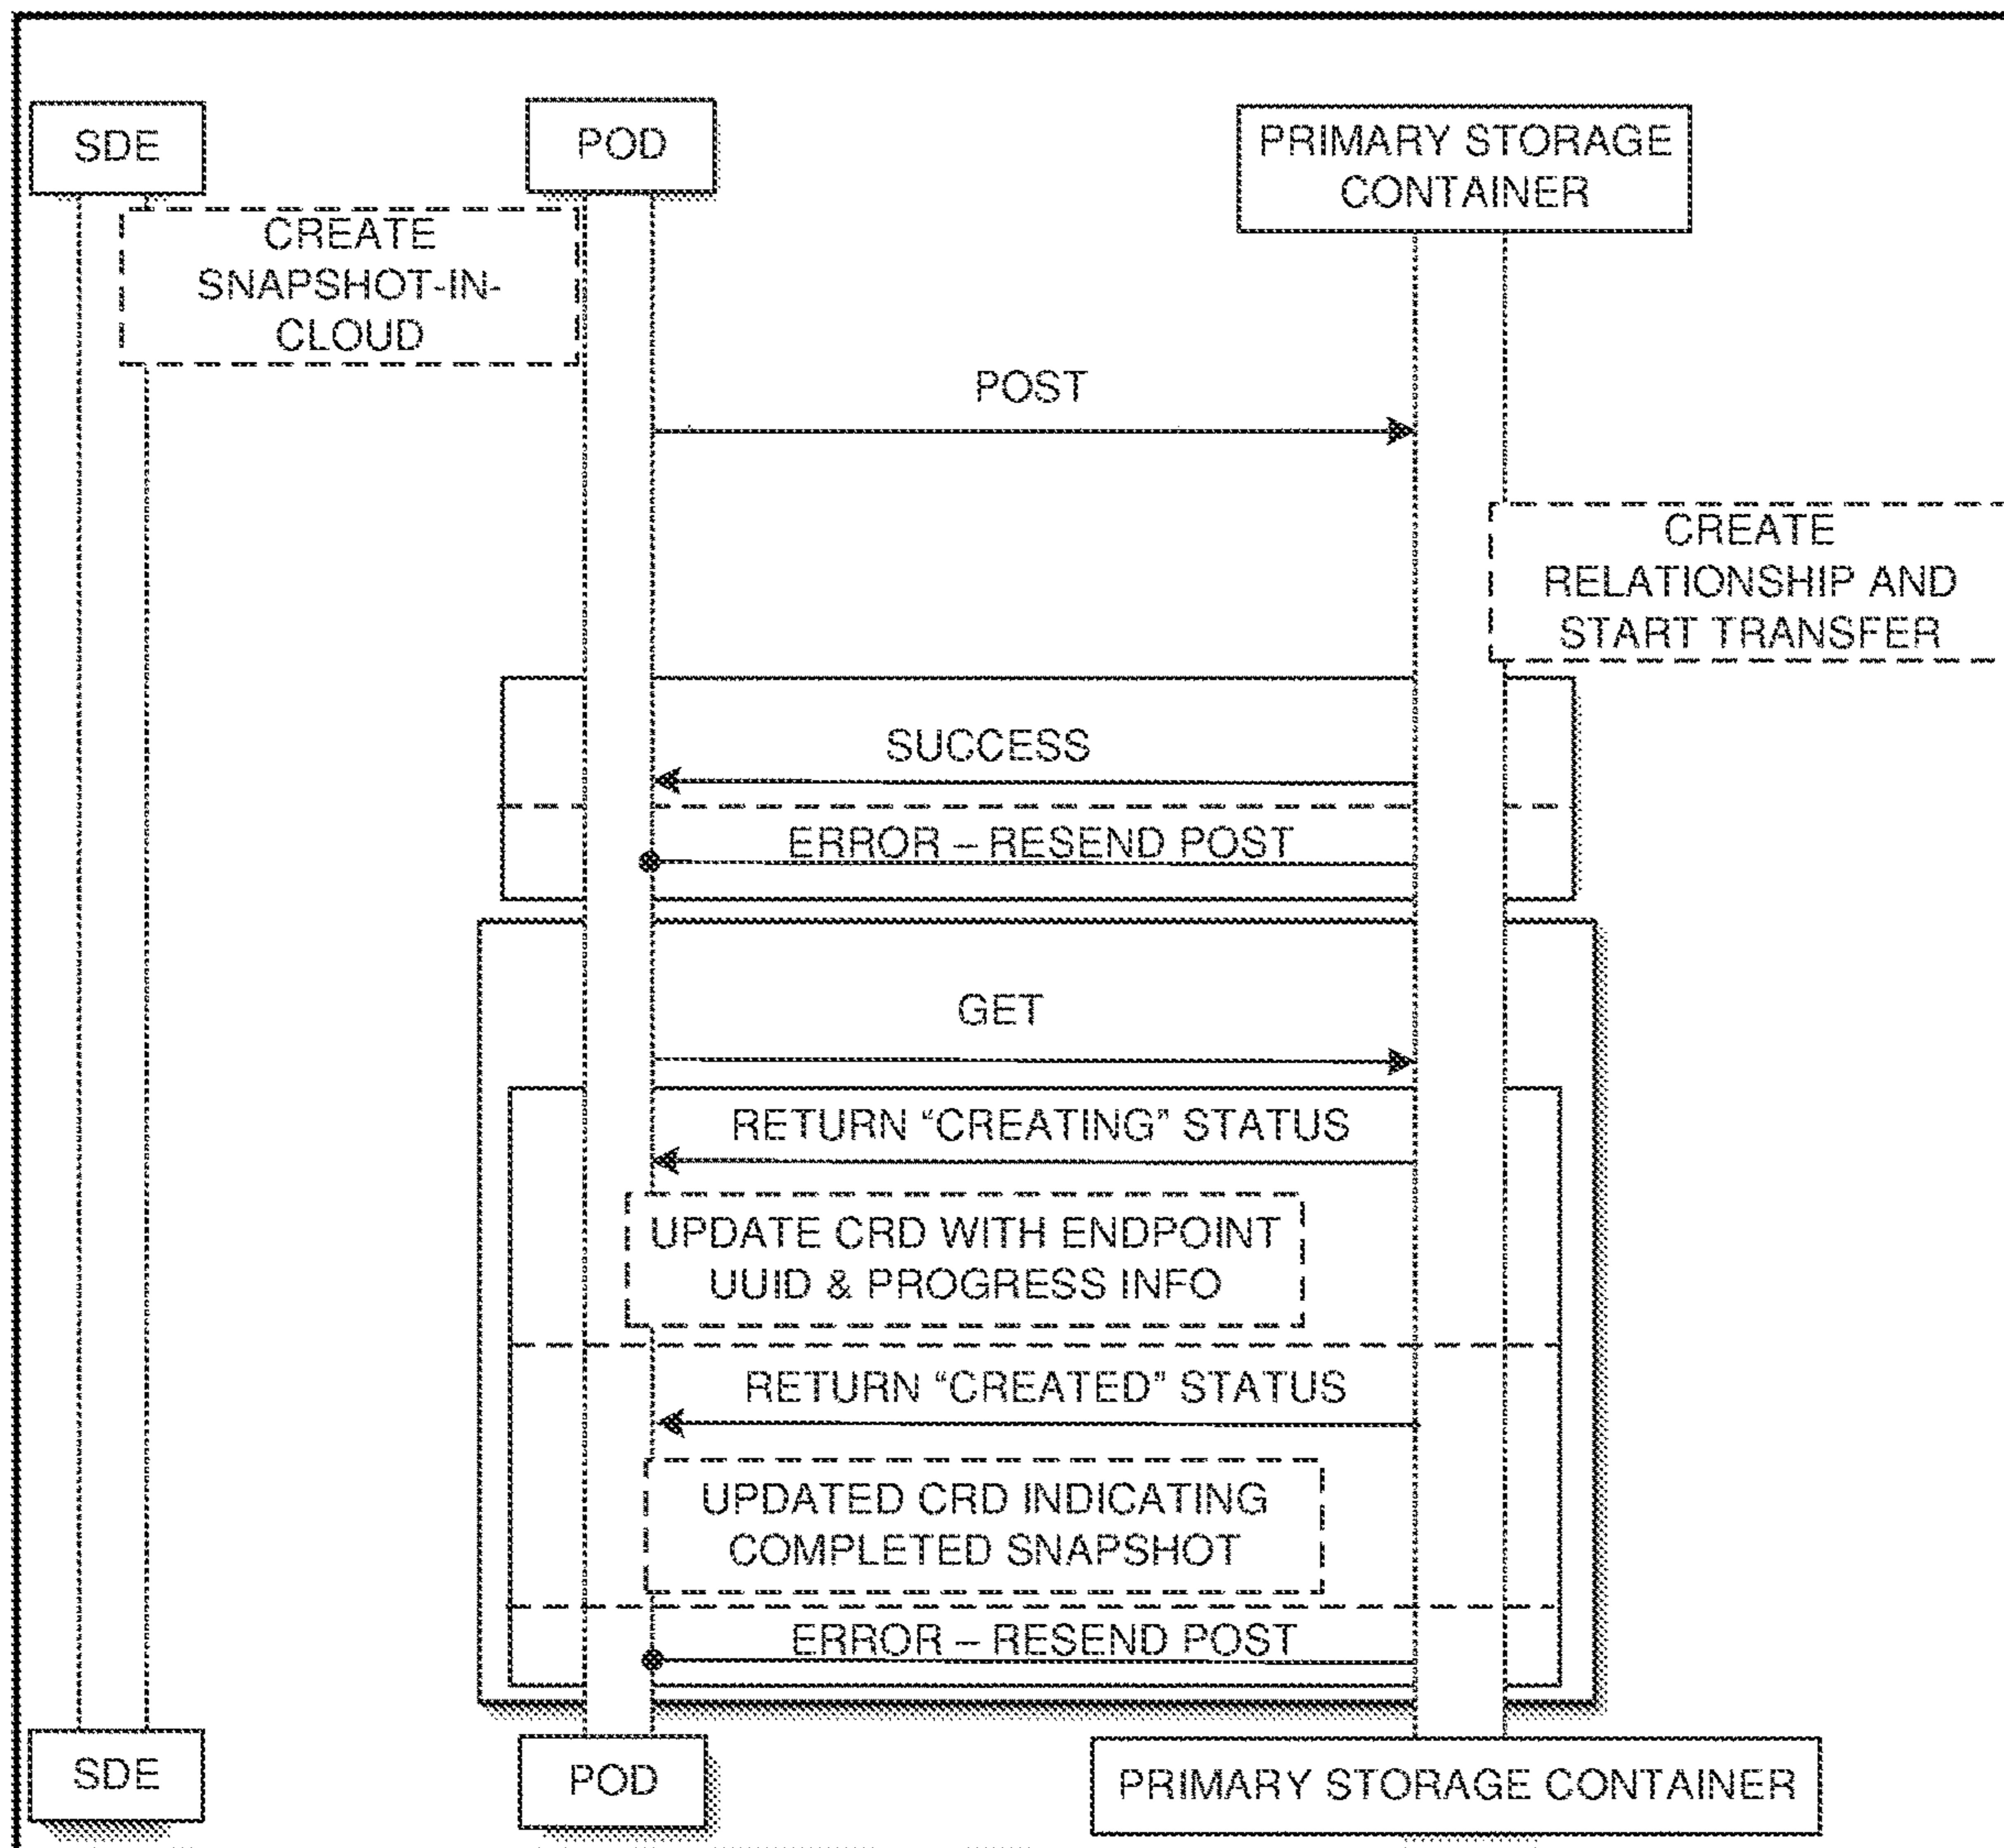 SDE
POD
PRIMARY STORAGE
CONTAINER
CREATE
SNAPSHOT-IN-
CLOUD
POST
CREATE
RELATIONSHIP AND
START TRANSFER
SUCCESS
ERROR – RESEND POST
GET
RETURN “CREATING” STATUS
UPDATE CRD WITH ENDPOINT
UUID & PROGRESS INFO
RETURN “CREATED” STATUS
UPDATED CRD INDICATING
COMPLETED SNAPSHOT
ERROR – RESEND POST
SDE
POD
PRIMARY STORAGE CONTAINER